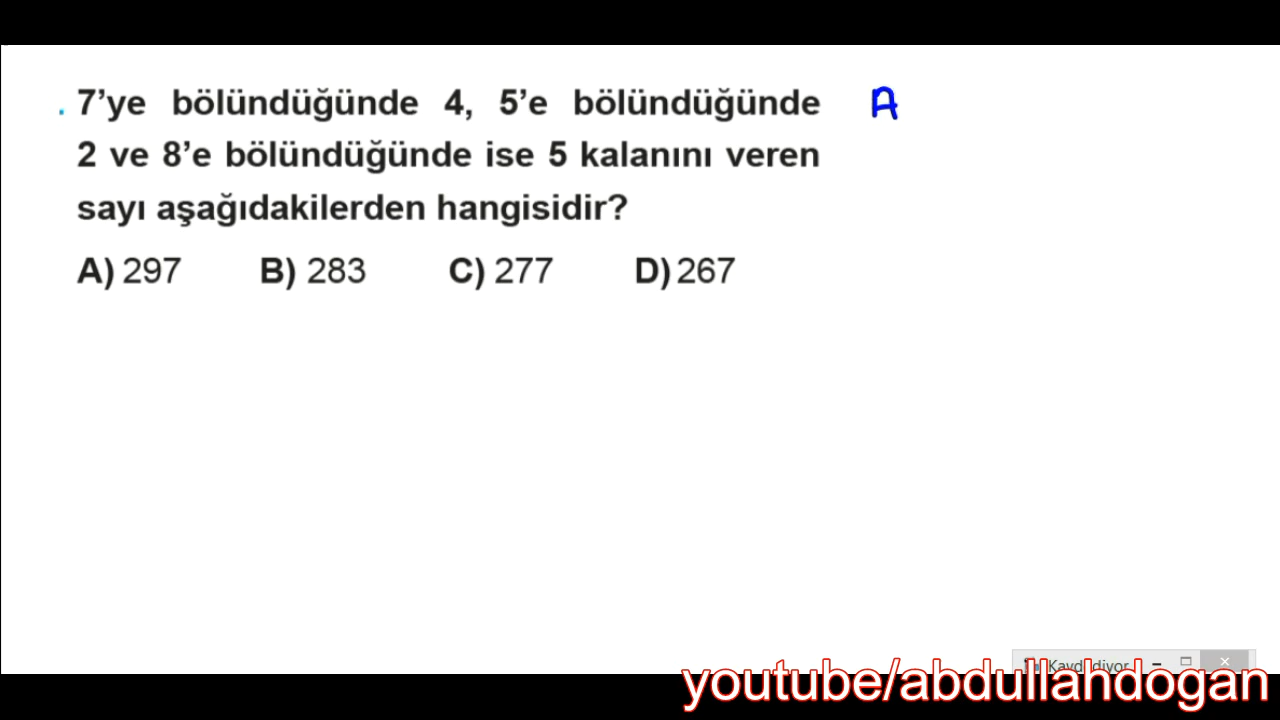 . 7’ye bölündüğünde 4, 5’e bölündüğünde A
2 ve 8’e bölündüğünde ise 5 kalanını veren
sayı aşağıdakilerden hangisidir?
A) 297 B) 283 C) 277 D) 267
Kaydediyor
youtube/abdullahdogan